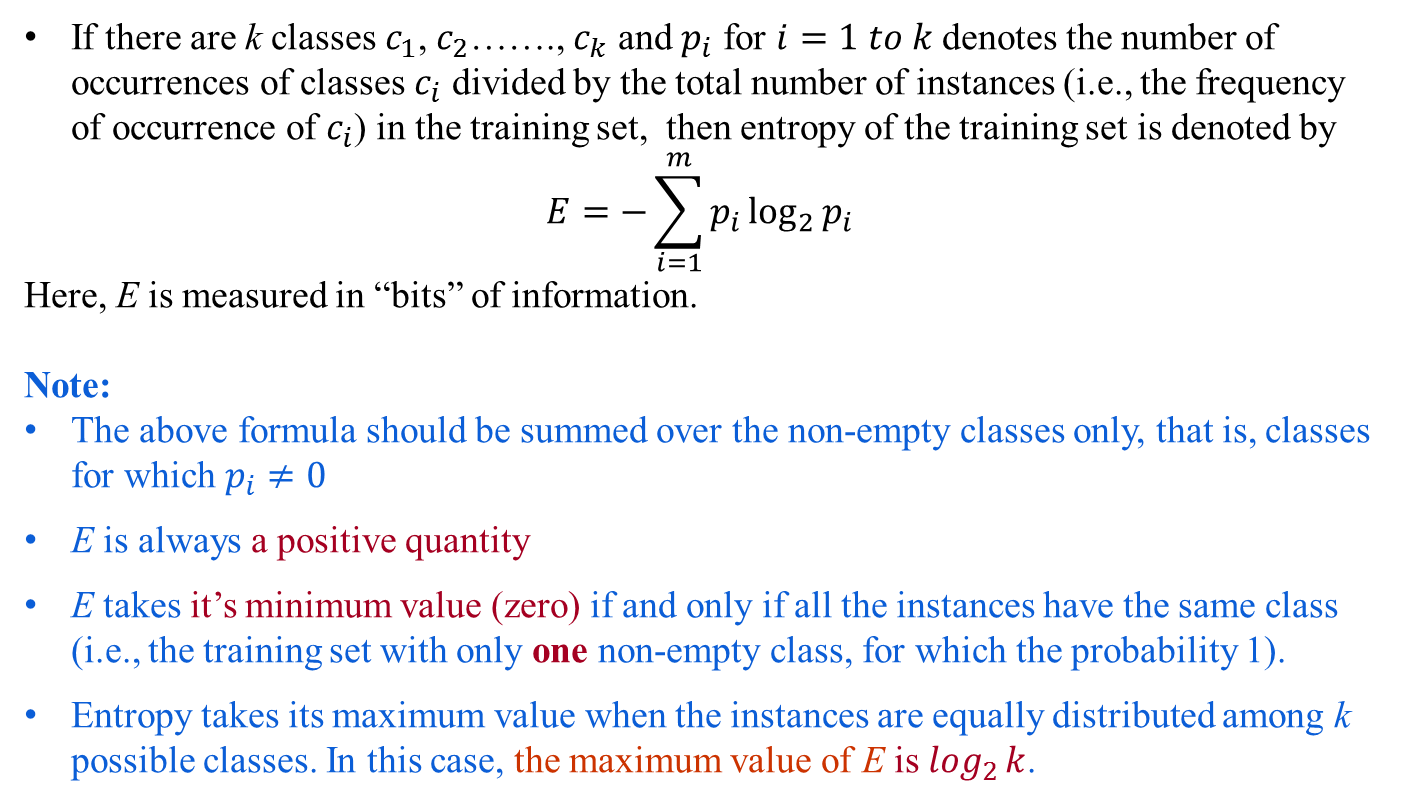 • If there are k classes c₁, c₂……., cₖ and pᵢ for i = 1 to k denotes the number of
occurrences of classes cᵢ divided by the total number of instances (i.e., the frequency
of occurrence of cᵢ) in the training set, then entropy of the training set is denoted by
m
E = − ∑ pᵢ log₂ pᵢ
i=1
Here, E is measured in “bits” of information.
Note:
• The above formula should be summed over the non-empty classes only, that is, classes
for which pᵢ ≠ 0
• E is always a positive quantity
• E takes it’s minimum value (zero) if and only if all the instances have the same class
(i.e., the training set with only one non-empty class, for which the probability 1).
• Entropy takes its maximum value when the instances are equally distributed among k
possible classes. In this case, the maximum value of E is log₂ k.